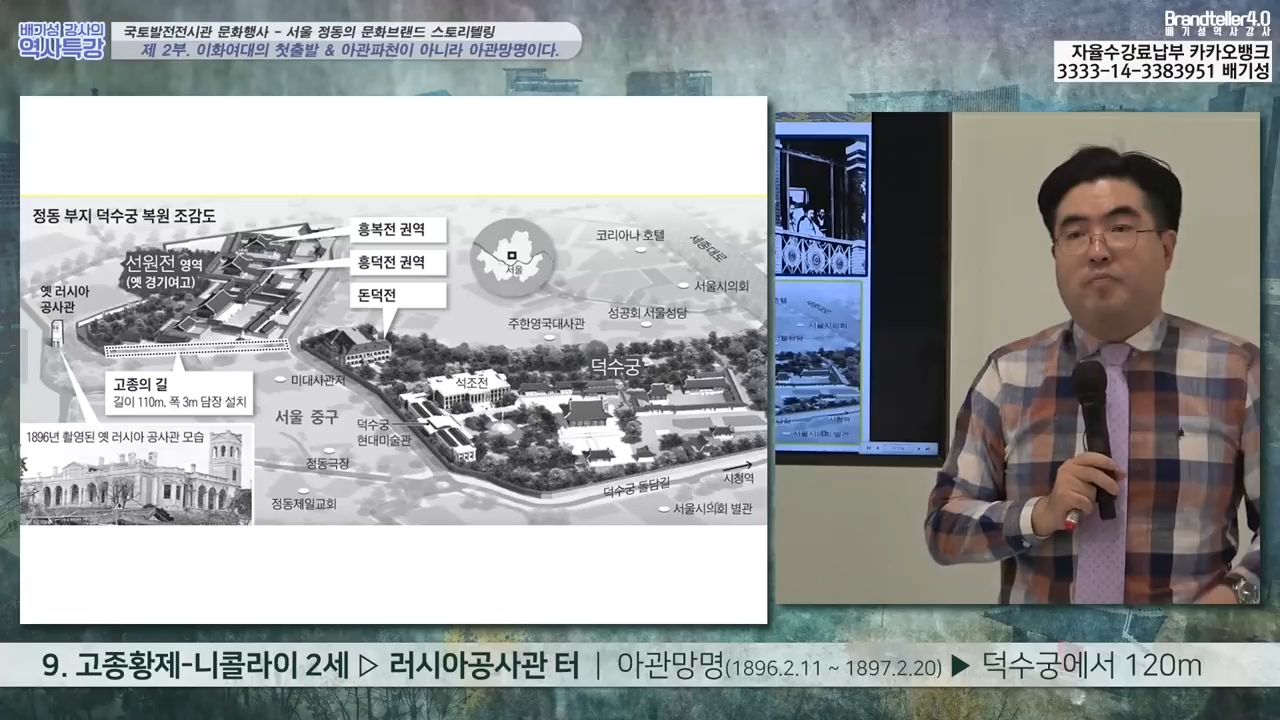 배기성 강사의
역사특강
국토발전전시관 문화행사 - 서울 정동의 문화브랜드 스토리텔링
제 2부. 이화여대의 첫출발 & 아관파천이 아니라 아관망명이다.
Brandteller4.0
배기성역사강사
자율수강료납부 카카오뱅크
3333-14-3383951 배기성
정동 부지 덕수궁 복원 조감도
흥복전 권역
흥덕전 권역
돈덕전
선원전 영역
(옛 경기여고)
옛 러시아
공사관
서울
코리아나 호텔
세종대로
서울시의회
성공회 서울성당
주한영국대사관
덕수궁
석조전
고종의 길
길이 110m, 폭 3m 담장 설치
미대사관저
서울 중구
덕수궁
현대미술관
1896년 촬영된 옛 러시아 공사관 모습
정동극장
정동제일교회
덕수궁 돌담길
시청역
서울시의회 별관
서울시의회
서울시의회 별관
9. 고종황제-니콜라이 2세 ▷ 러시아공사관 터 | 아관망명(1896.2.11 ~ 1897.2.20) ▶ 덕수궁에서 120m